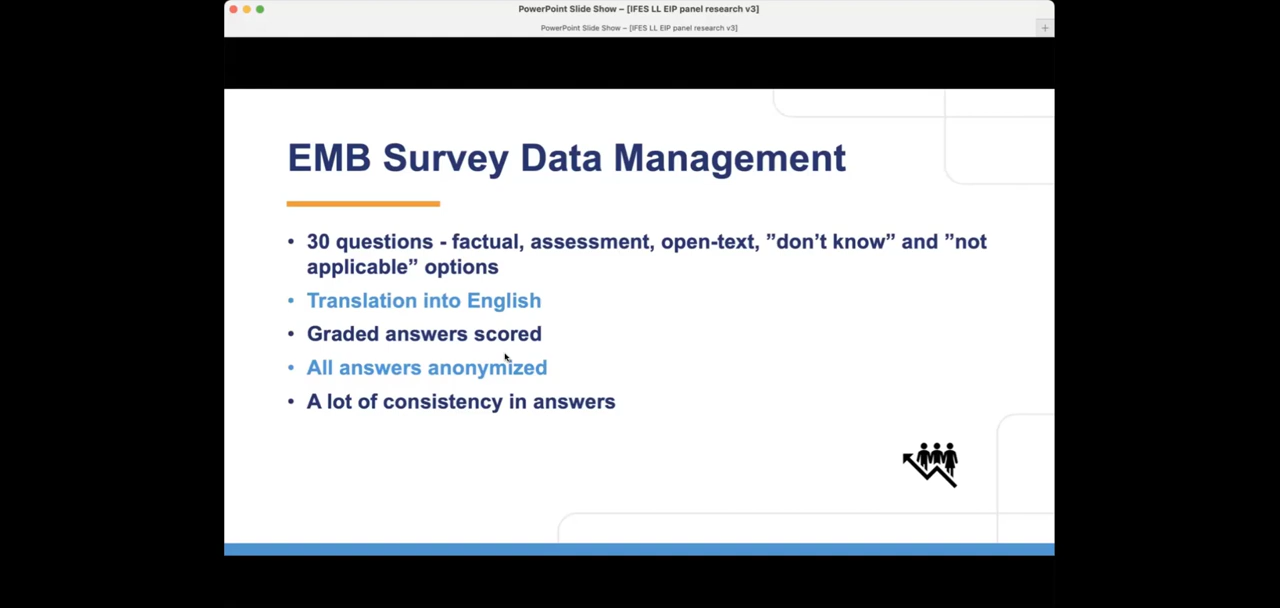 PowerPoint Slide Show – [IFES LL EIP panel research v3]
PowerPoint Slide Show – [IFES LL EIP panel research v3]
EMB Survey Data Management
• 30 questions - factual, assessment, open-text, ”don’t know” and ”not
applicable” options
• Translation into English
• Graded answers scored
• All answers anonymized
• A lot of consistency in answers